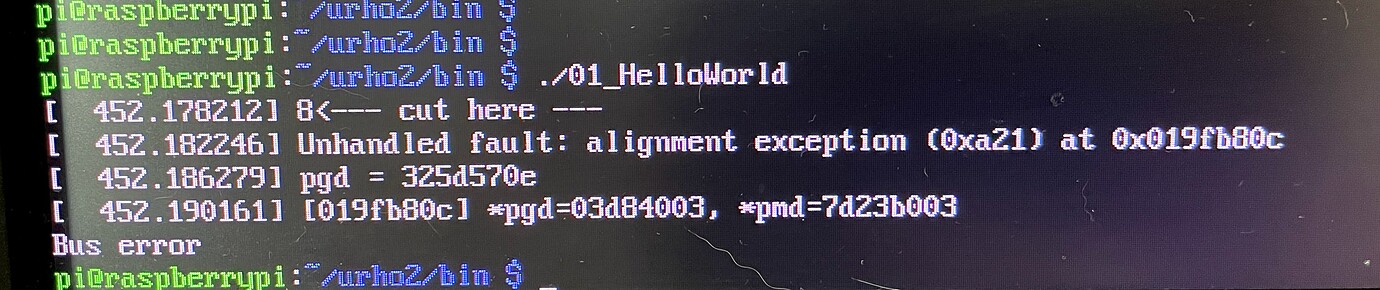 pi@raspberrypi:~/urho2/bin $
pi@raspberrypi:~/urho2/bin $
pi@raspberrypi:~/urho2/bin $ ./01_HelloWorld
[  452.178212] 8<--- cut here ---
[  452.182246] Unhandled fault: alignment exception (0xa21) at 0x019fb80c
[  452.186279] pgd = 325d570e
[  452.190161] [019fb80c] *pgd=03d84003, *pmd=7d23b003
Bus error
pi@raspberrypi:~/urho2/bin $ _